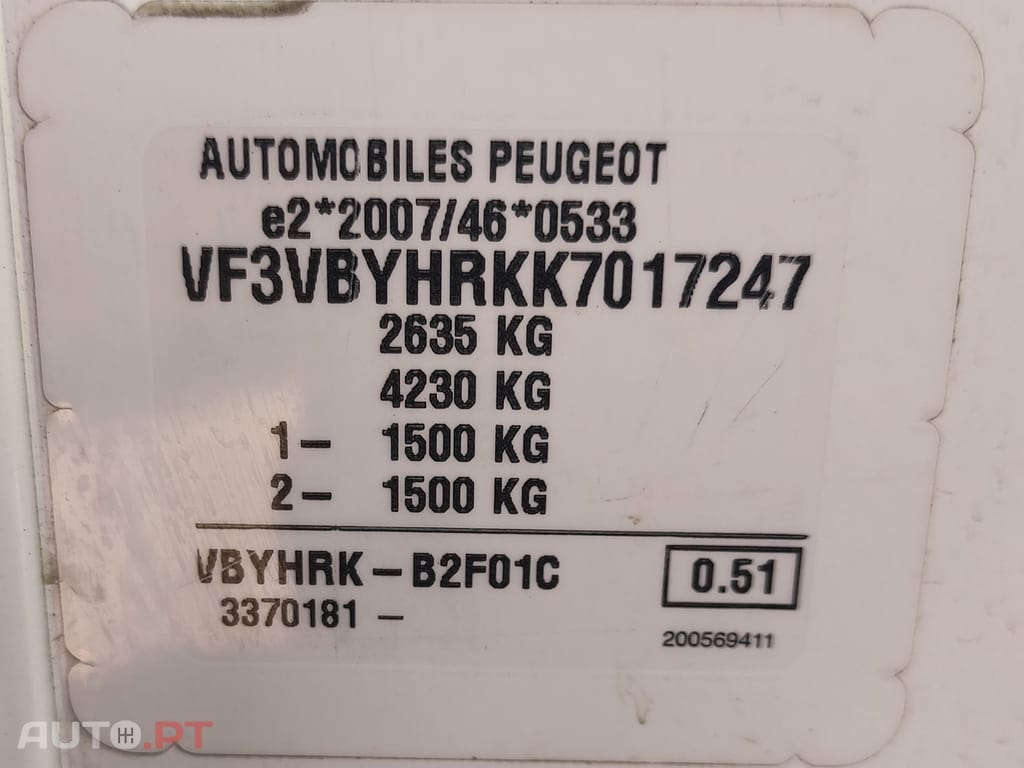 AUTOMOBILES PEUGEOT
e2*2007/46*0533
VF3VBYHRKK7017247
2635 KG
4230 KG
1- 1500 KG
2- 1500 KG
VBYHRK-B2F01C
0.51
3370181 -
200569411
AUTO.PT